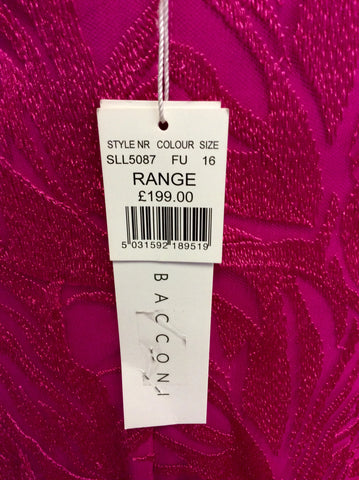 STYLE NR COLOUR SIZE
SLL5087 FU 16
RANGE
£199.00
5 031592 189519
BACCONI